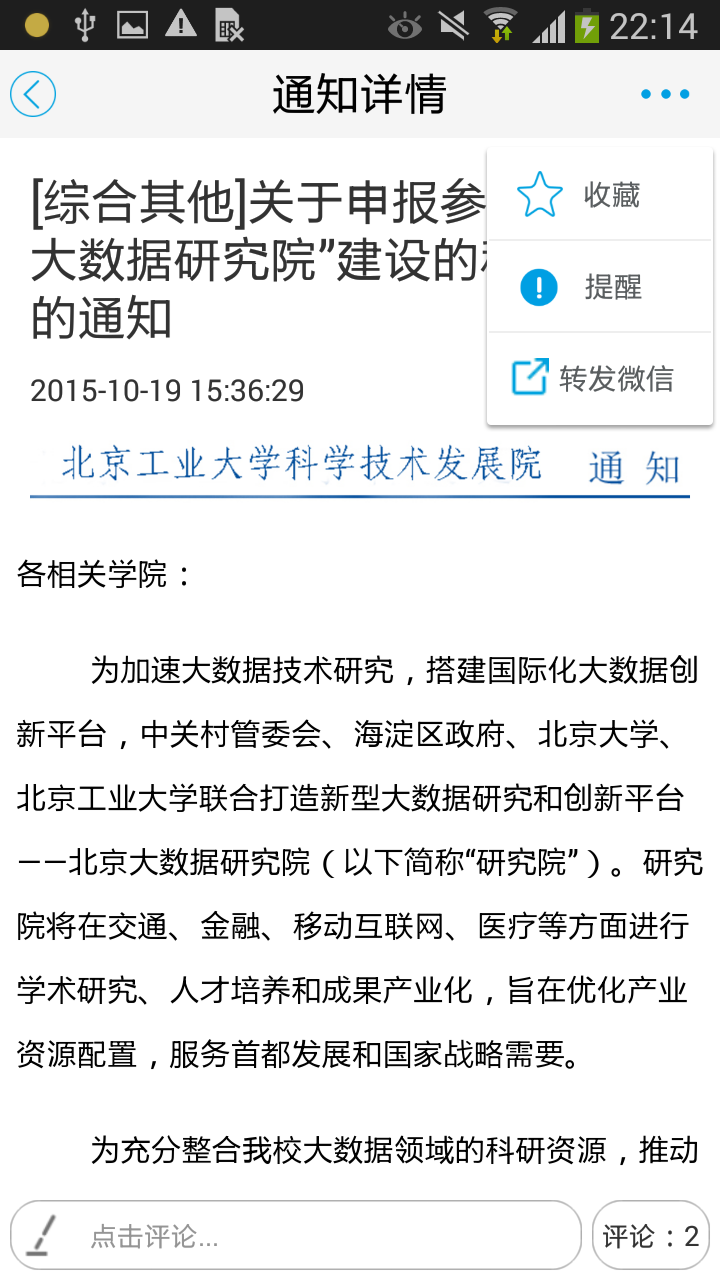 22:14
通知详情
[综合其他]关于申报参
大数据研究院”建设的
的通知
收藏
提醒
转发微信
2015-10-19 15:36:29
北京工业大学科学技术发展院 通知
各相关学院：
为加速大数据技术研究，搭建国际化大数据创
新平台，中关村管委会、海淀区政府、北京大学、
北京工业大学联合打造新型大数据研究和创新平台
——北京大数据研究院（以下简称“研究院”）。研究
院将在交通、金融、移动互联网、医疗等方面进行
学术研究、人才培养和成果产业化，旨在优化产业
资源配置，服务首都发展和国家战略需要。
为充分整合我校大数据领域的科研资源，推动
点击评论...
评论：2